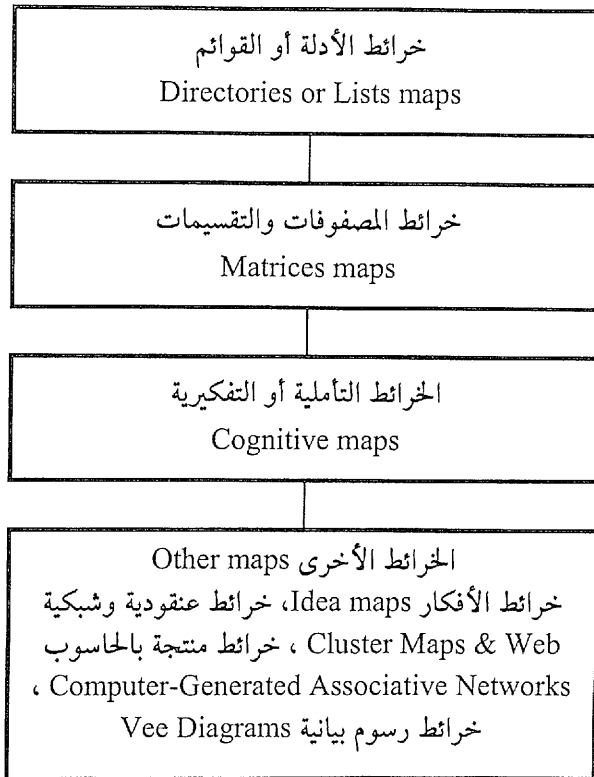 خرائط الأدلة أو القوائم
Directories or Lists maps
خرائط المصفوفات والتقسيمات
Matrices maps
الخرائط التأملية أو التفكيرية
Cognitive maps
الخرائط الأخرى Other maps
خرائط الأفكار Idea maps، خرائط عنقودية وشبكية
Cluster Maps & Web ، خرائط منتجة بالحاسوب
Computer-Generated Associative Networks ،
خرائط رسوم بيانية Vee Diagrams